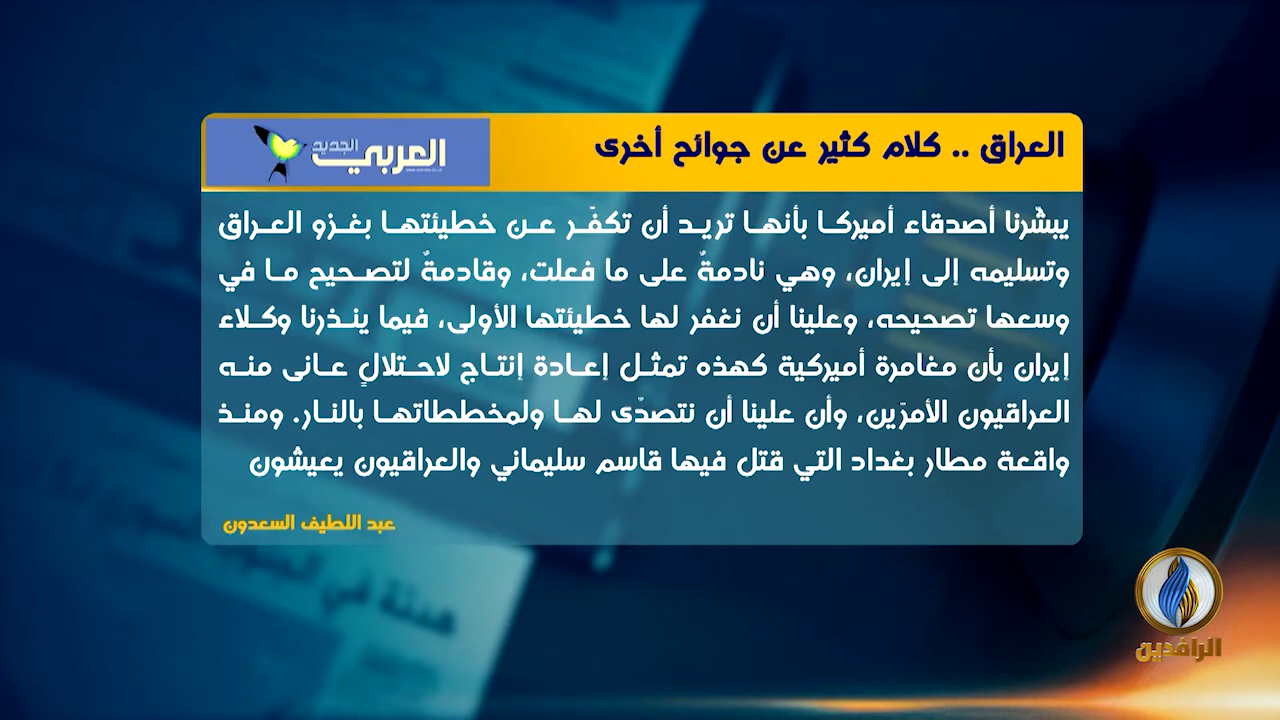 العراق .. كلام كثير عن جوائح أخرى
العربي الجديد
يبشّرنا أصدقاء أميركا بأنها تريد أن تكفّر عن خطيئتها بغزو العراق
وتسليمه إلى إيران، وهي نادمةٌ على ما فعلت، وقادمةٌ لتصحيح ما في
وسعها تصحيحه، وعلينا أن نغفر لها خطيئتها الأولى، فيما ينذرنا وكلاء
إيران بأن مغامرة أميركية كهذه تمثل إعادة إنتاج لاحتلالٍ عانى منه
العراقيون الأمرّين، وأن علينا أن نتصدّى لها ولمخططاتها بالنار. ومنذ
واقعة مطار بغداد التي قتل فيها قاسم سليماني والعراقيون يعيشون
عبد اللطيف السعدون
هدنة في
الرافدين